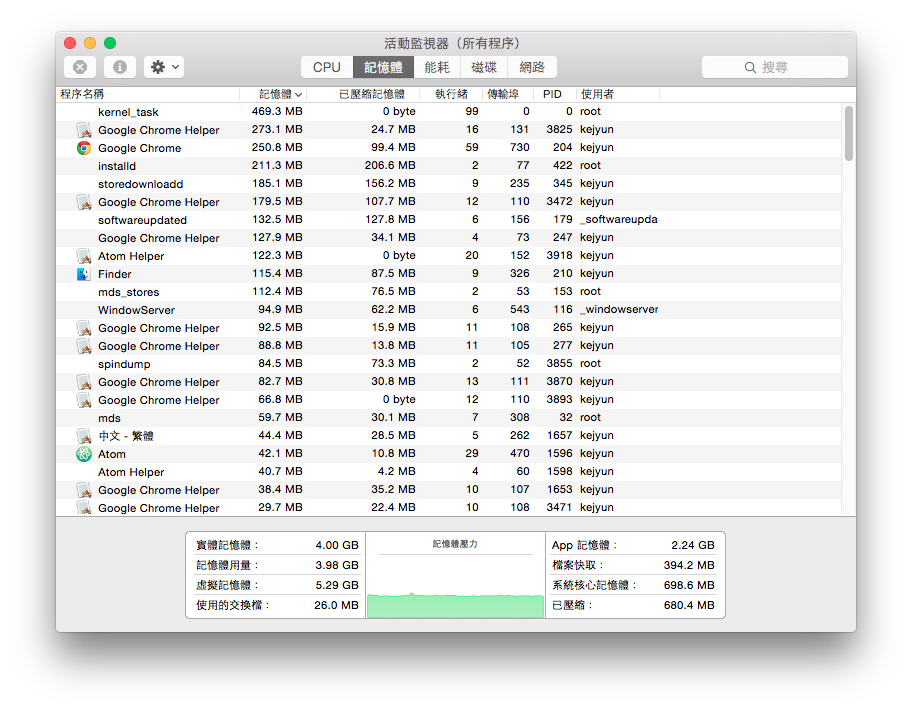 活動監視器（所有程序）
CPU 記憶體 能耗 磁碟 網路 搜尋
程序名稱 記憶體 已壓縮記憶體 執行緒 傳輸埠 PID 使用者
kernel_task 469.3 MB 0 byte 99 0 0 root
Google Chrome Helper 273.1 MB 24.7 MB 16 131 3825 kejyun
Google Chrome 250.8 MB 99.4 MB 59 730 204 kejyun
installd 211.3 MB 206.6 MB 2 77 422 root
storedownloadd 185.1 MB 156.2 MB 9 235 345 kejyun
Google Chrome Helper 179.5 MB 107.7 MB 12 110 3472 kejyun
softwareupdated 132.5 MB 127.8 MB 6 156 179 _softwareupda
Google Chrome Helper 127.9 MB 34.1 MB 4 73 247 kejyun
Atom Helper 122.3 MB 0 byte 20 152 3918 kejyun
Finder 115.4 MB 87.5 MB 9 326 210 kejyun
mds_stores 112.4 MB 76.5 MB 2 53 153 root
WindowServer 94.9 MB 62.2 MB 6 543 116 _windowserver
Google Chrome Helper 92.5 MB 15.9 MB 11 108 265 kejyun
Google Chrome Helper 88.8 MB 13.8 MB 11 105 277 kejyun
spindump 84.5 MB 73.3 MB 2 52 3855 root
Google Chrome Helper 82.7 MB 30.8 MB 13 111 3870 kejyun
Google Chrome Helper 66.8 MB 0 byte 12 110 3893 kejyun
mds 59.7 MB 30.1 MB 7 308 32 root
中文 - 繁體 44.4 MB 28.5 MB 5 262 1657 kejyun
Atom 42.1 MB 10.8 MB 29 470 1596 kejyun
Atom Helper 40.7 MB 4.2 MB 4 60 1598 kejyun
Google Chrome Helper 38.4 MB 35.2 MB 10 107 1653 kejyun
Google Chrome Helper 29.7 MB 22.4 MB 10 108 3471 kejyun
實體記憶體： 4.00 GB 記憶體壓力 App 記憶體： 2.24 GB
記憶體用量： 3.98 GB 檔案快取： 394.2 MB
虛擬記憶體： 5.29 GB 系統核心記憶體： 698.6 MB
使用的交換檔： 26.0 MB 已壓縮： 680.4 MB